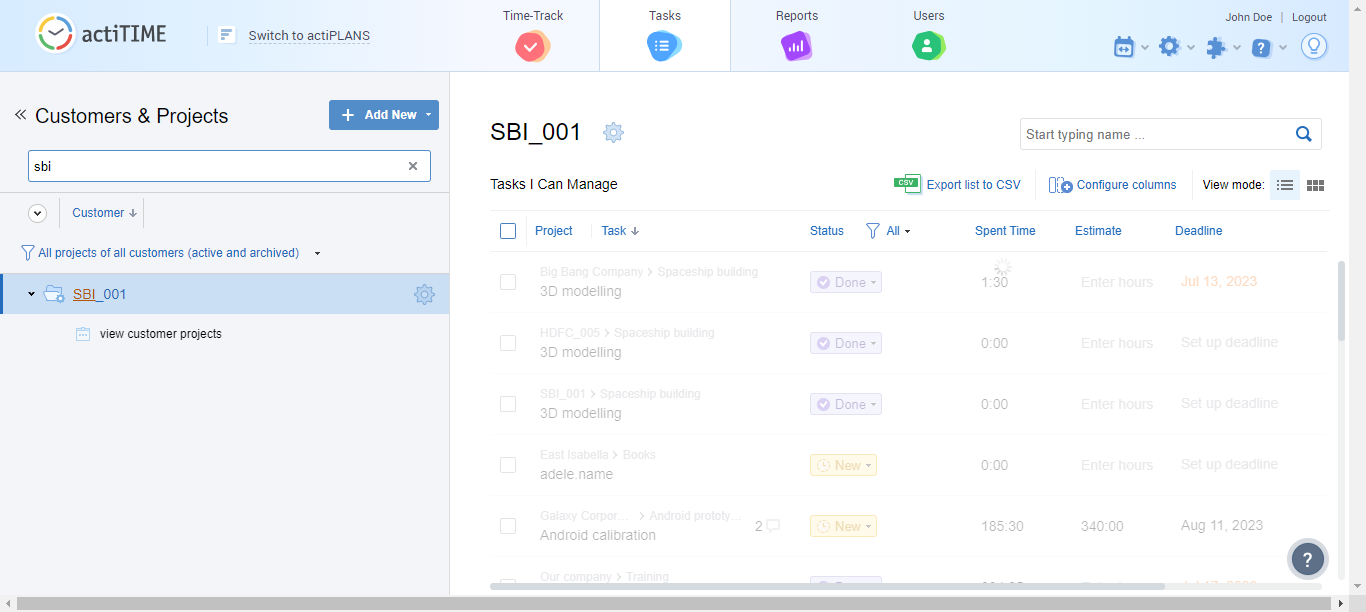 actiTIME
Switch to actiPLANS
Time-Track
Tasks
Reports
Users
John Doe | Logout
?
Customers & Projects
+ Add New
sbi
Customer
All projects of all customers (active and archived)
SBI_001
view customer projects
SBI_001
Start typing name ...
Tasks I Can Manage
CSV Export list to CSV
Configure columns
View mode:
Project Task Status All Spent Time Estimate Deadline
Big Bang Company > Spaceship building
3D modelling Done 1:30 Enter hours Jul 13, 2023
HDFC_005 > Spaceship building
3D modelling Done 0:00 Enter hours Set up deadline
SBI_001 > Spaceship building
3D modelling Done 0:00 Enter hours Set up deadline
East Isabella > Books
adele.name New 0:00 Enter hours Set up deadline
Galaxy Corpor... > Android prototy...
Android calibration 2 New 185:30 340:00 Aug 11, 2023
Our company > Training
?